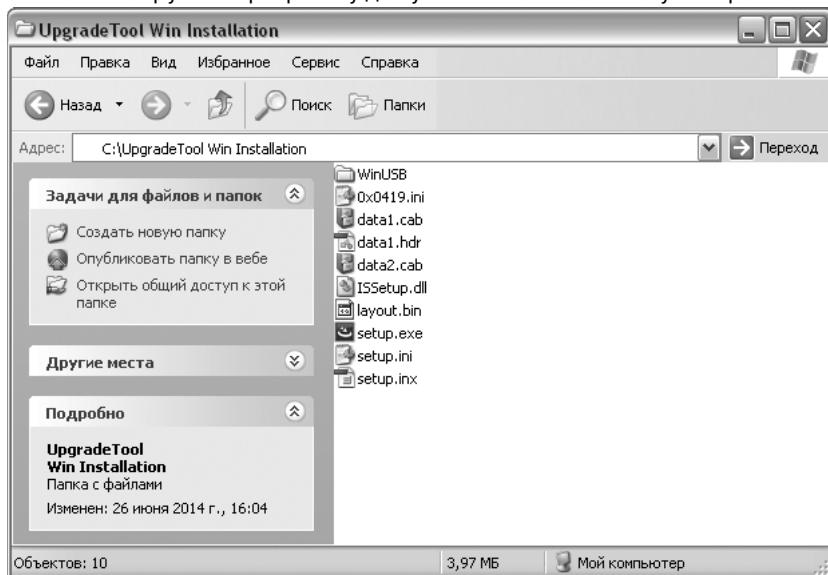 UpgradeTool Win Installation
Файл Правка Вид Избранное Сервис Справка
Назад Поиск Папки
Адрес: C:\UpgradeTool Win Installation Переход
Задачи для файлов и папок
Создать новую папку
Опубликовать папку в вебе
Открыть общий доступ к этой
папке
Другие места
Подробно
UpgradeTool
Win Installation
Папка с файлами
Изменен: 26 июня 2014 г., 16:04
WinUSB
0x0419.ini
data1.cab
data1.hdr
data2.cab
ISSetup.dll
layout.bin
setup.exe
setup.ini
setup.inx
Объектов: 10 3,97 МБ Мой компьютер